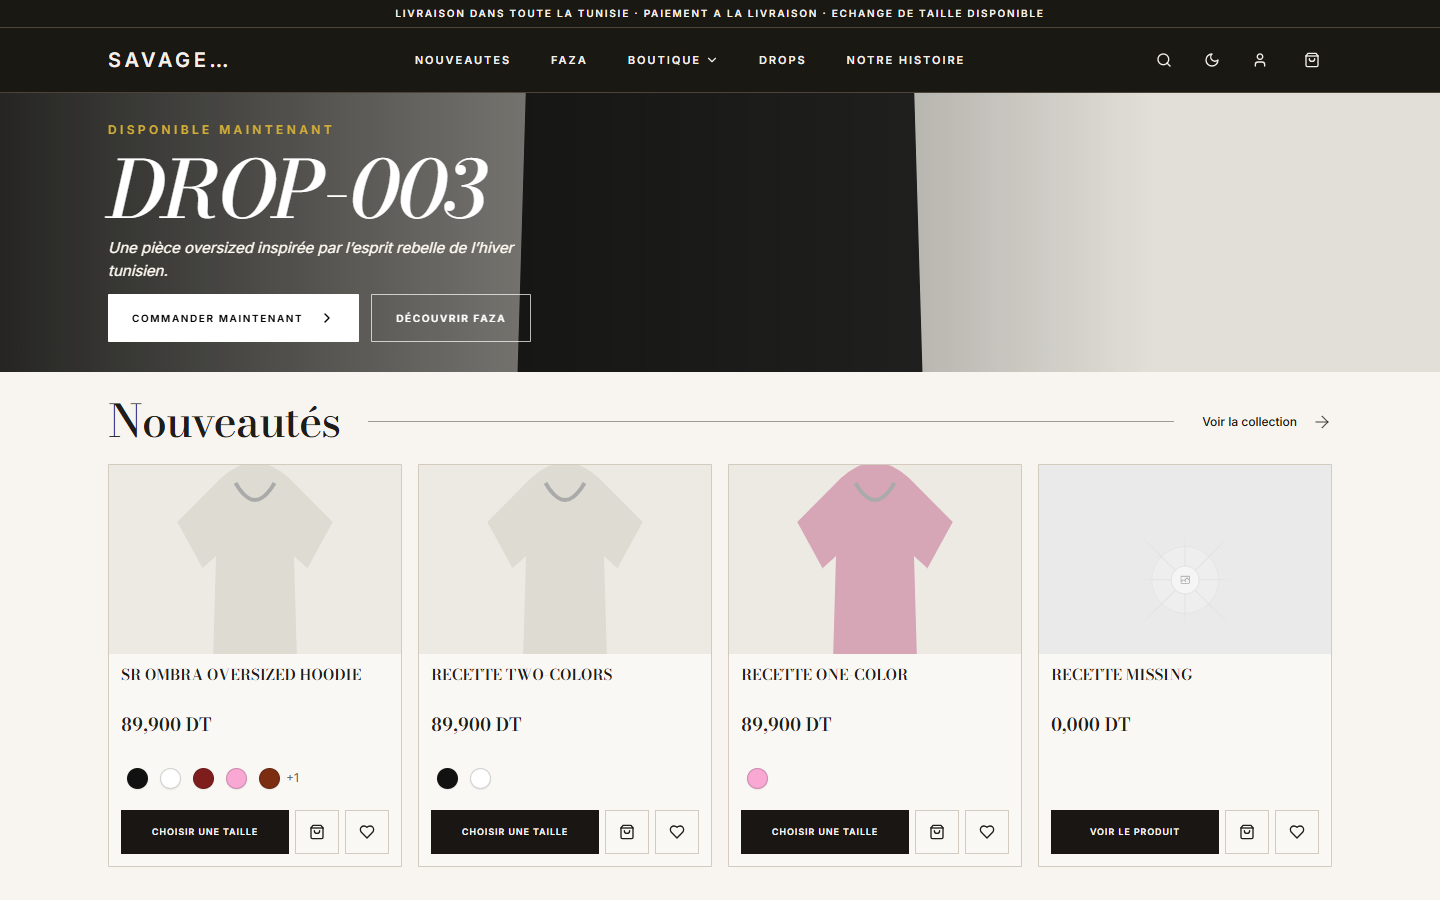 LIVRAISON DANS TOUTE LA TUNISIE · PAIEMENT A LA LIVRAISON · ECHANGE DE TAILLE DISPONIBLE
SAVAGE...
NOUVEAUTES
FAZA
BOUTIQUE
DROPS
NOTRE HISTOIRE
DISPONIBLE MAINTENANT
DROP-003
Une pièce oversized inspirée par l'esprit rebelle de l'hiver
tunisien.
COMMANDER MAINTENANT
DÉCOUVRIR FAZA
Nouveautés
Voir la collection
SR OMBRA OVERSIZED HOODIE
89,900 DT
+1
CHOISIR UNE TAILLE
RECETTE TWO-COLORS
89,900 DT
CHOISIR UNE TAILLE
RECETTE ONE-COLOR
89,900 DT
CHOISIR UNE TAILLE
RECETTE MISSING
0,000 DT
VOIR LE PRODUIT